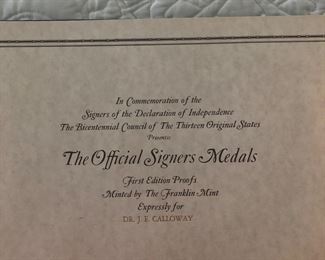 In Commemoration of the
Signers of the Declaration of Independence
The Bicentennial Council of The Thirteen Original States
Presents:
The Official Signers Medals
First Edition Proofs
Minted by The Franklin Mint
Expressly for
DR. J. E. CALLOWAY